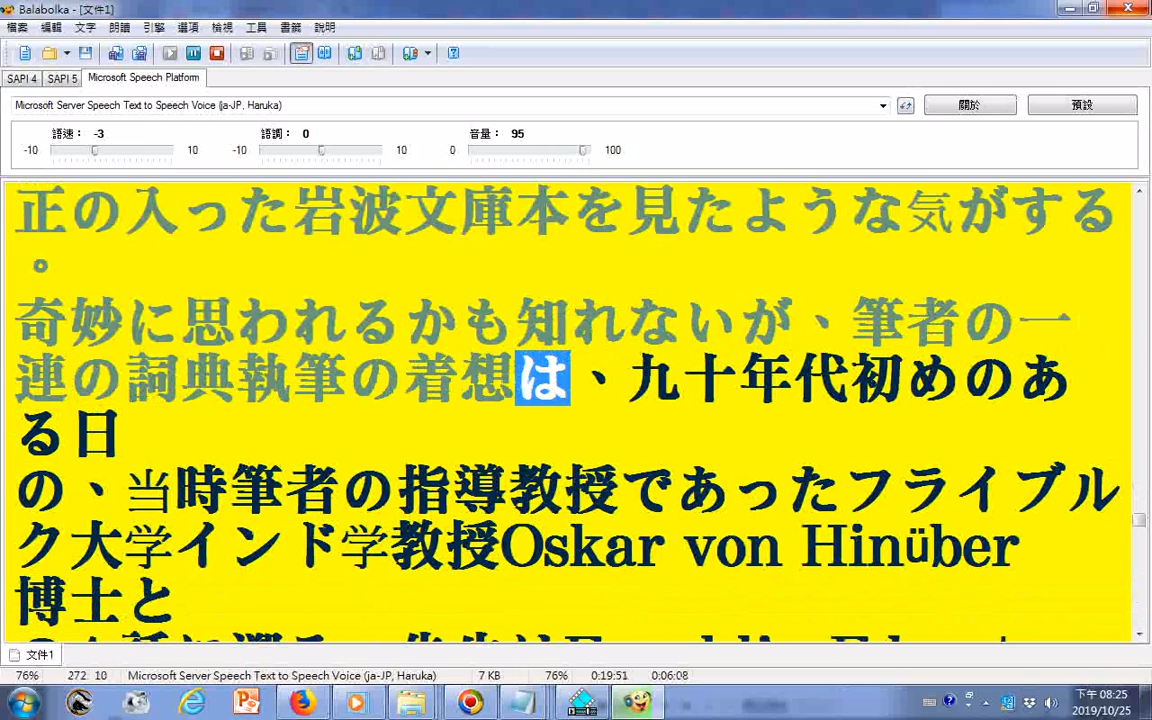 Balabolka - [文件1]
檔案 編輯 文字 朗讀 引擎 選項 檢視 工具 書籤 說明
SAPI 4 SAPI 5 Microsoft Speech Platform
Microsoft Server Speech Text to Speech Voice (ja-JP, Haruka) 關於 預設
語速： -3 語調： 0 音量： 95
-10 10 -10 10 0 100
正の入った岩波文庫本を見たような気がする
。
奇妙に思われるかも知れないが、筆者の一
連の詞典執筆の着想は、九十年代初めのあ
る日
の、当時筆者の指導教授であったフライブル
ク大学インド学教授Oskar von Hinüber
博士と
文件1
76% 272 10 Microsoft Server Speech Text to Speech Voice (ja-JP, Haruka) 7 KB 76% 0:19:51 0:06:08
下午 08:25
2019/10/25